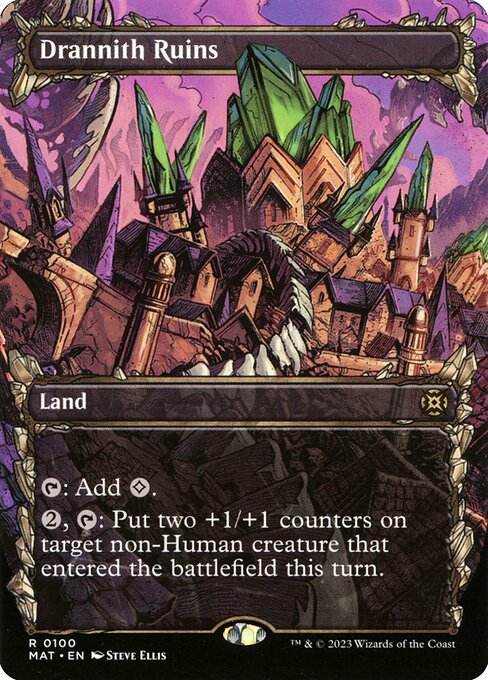 Drannith Ruins
Land
: Add .
2, : Put two +1/+1 counters on
target non-Human creature that
entered the battlefield this turn.
R 0100
MAT • EN Steve Ellis
™ & © 2023 Wizards of the Coast